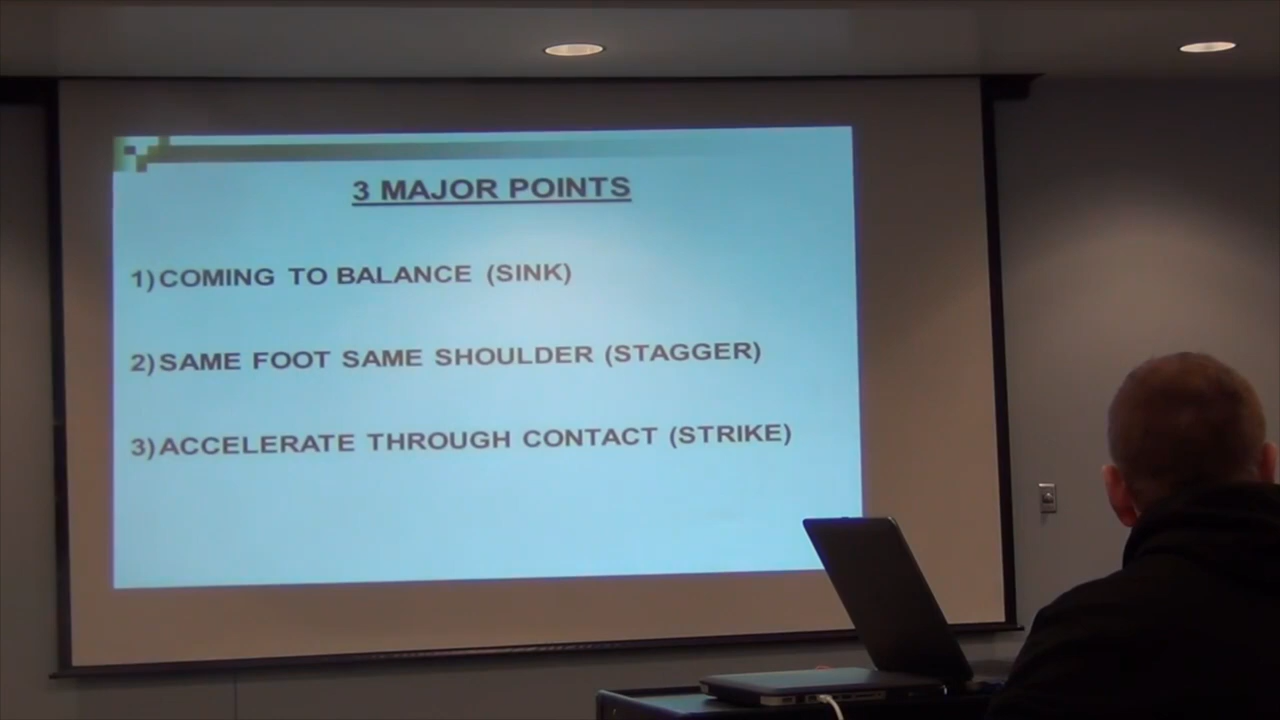 3 MAJOR POINTS
1) COMING TO BALANCE (SINK)
2) SAME FOOT SAME SHOULDER (STAGGER)
3) ACCELERATE THROUGH CONTACT (STRIKE)